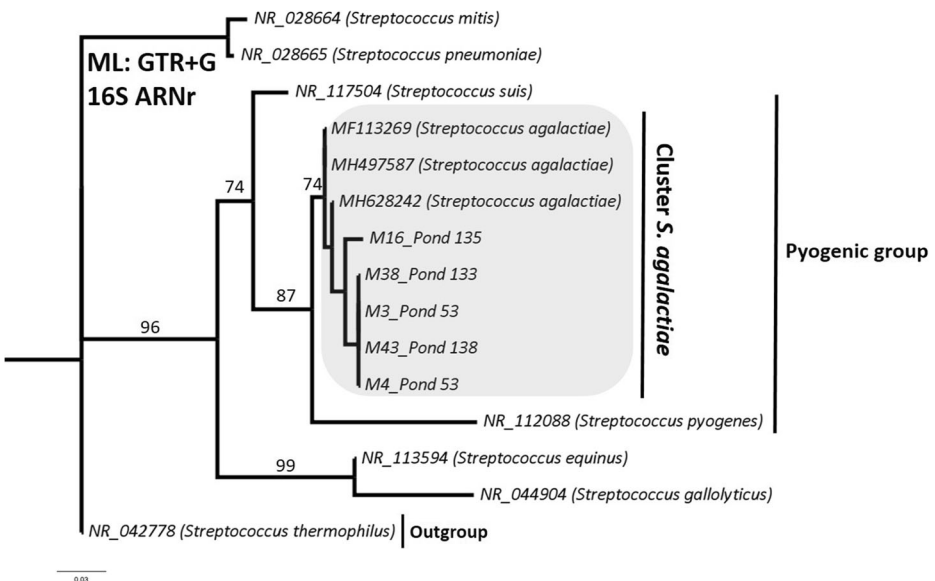 NR_028664 (Streptococcus mitis)
NR_028665 (Streptococcus pneumoniae)
ML: GTR+G
16S ARNr
NR_117504 (Streptococcus suis)
MF113269 (Streptococcus agalactiae)
MH497587 (Streptococcus agalactiae)
74
74
MH628242 (Streptococcus agalactiae)
M16_Pond 135
Cluster S. agalactiae
Pyogenic group
M38_Pond 133
87
M3_Pond 53
96
M43_Pond 138
M4_Pond 53
NR_112088 (Streptococcus pyogenes)
NR_113594 (Streptococcus equinus)
99
NR_044904 (Streptococcus gallolyticus)
NR_042778 (Streptococcus thermophilus)
Outgroup
0.03